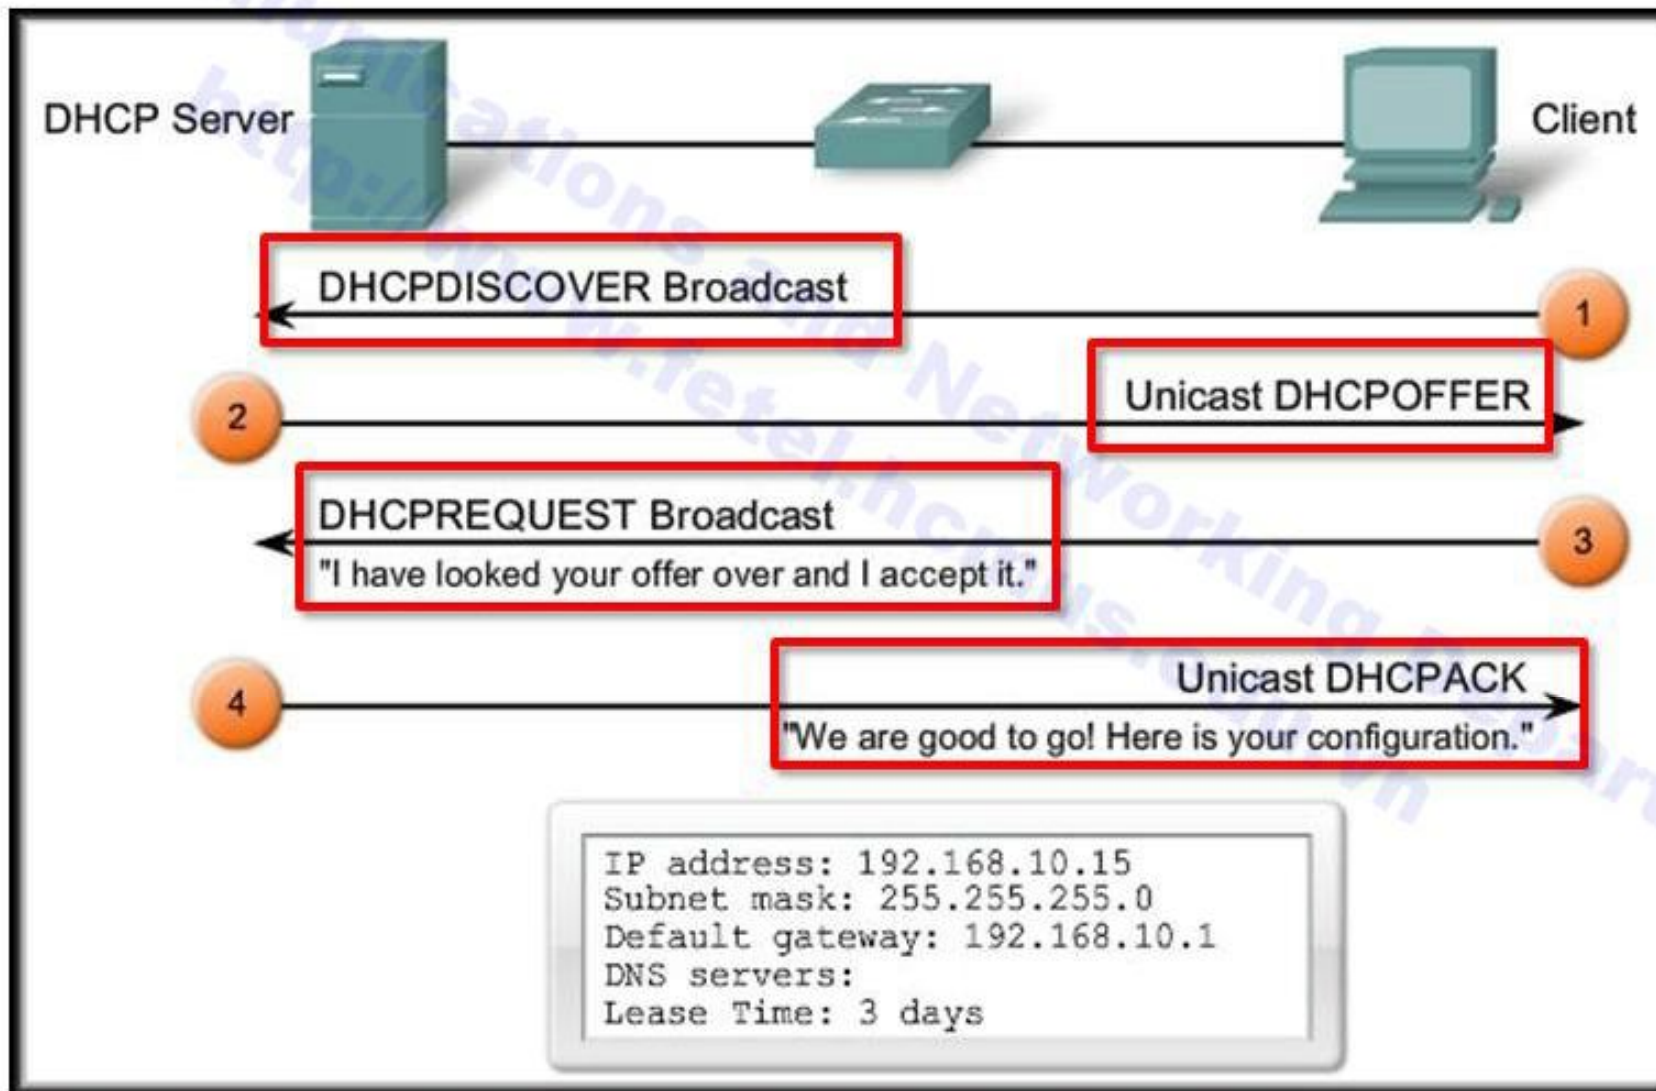 DHCP Server
Client
DHCPDISCOVER Broadcast
1
2
Unicast DHCPOFFER
DHCPREQUEST Broadcast
3
"I have looked your offer over and I accept it."
4
Unicast DHCPACK
"We are good to go! Here is your configuration."
IP address: 192.168.10.15
Subnet mask: 255.255.255.0
Default gateway: 192.168.10.1
DNS servers:
Lease Time: 3 days
and Networking